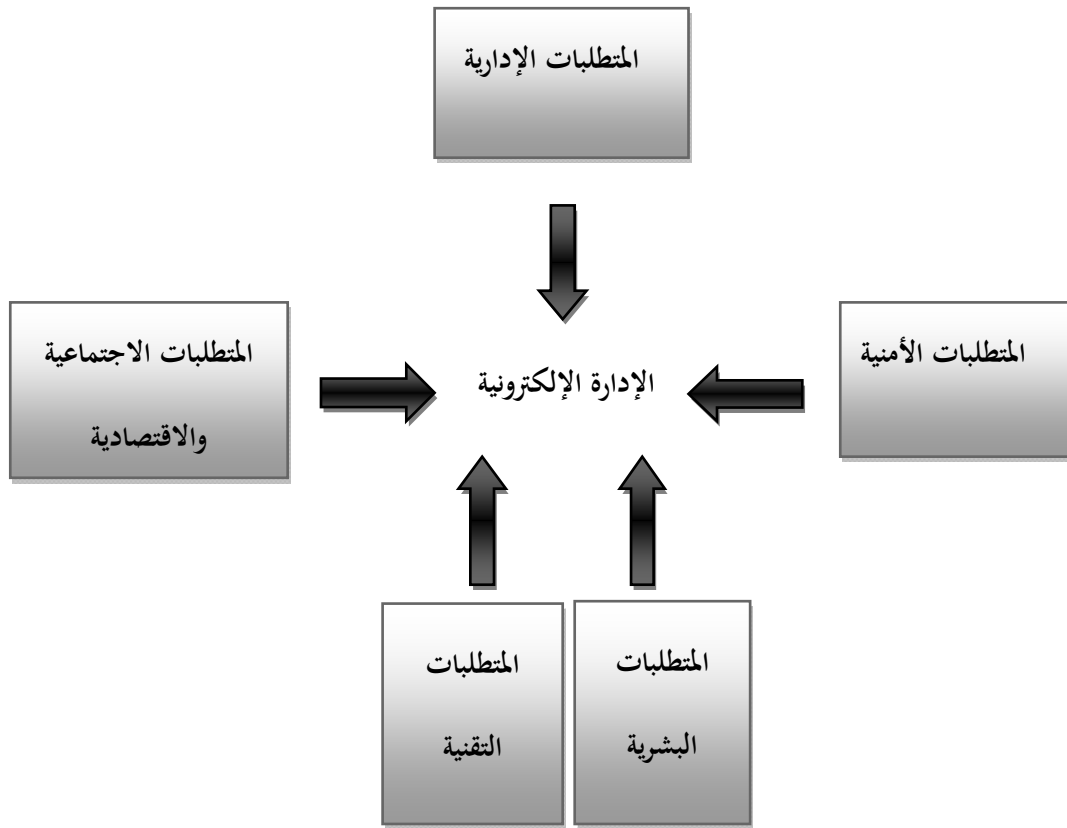 المتطلبات الإدارية
المتطلبات الأمنية
الإدارة الإلكترونية
المتطلبات الاجتماعية
والاقتصادية
المتطلبات
البشرية
المتطلبات
التقنية